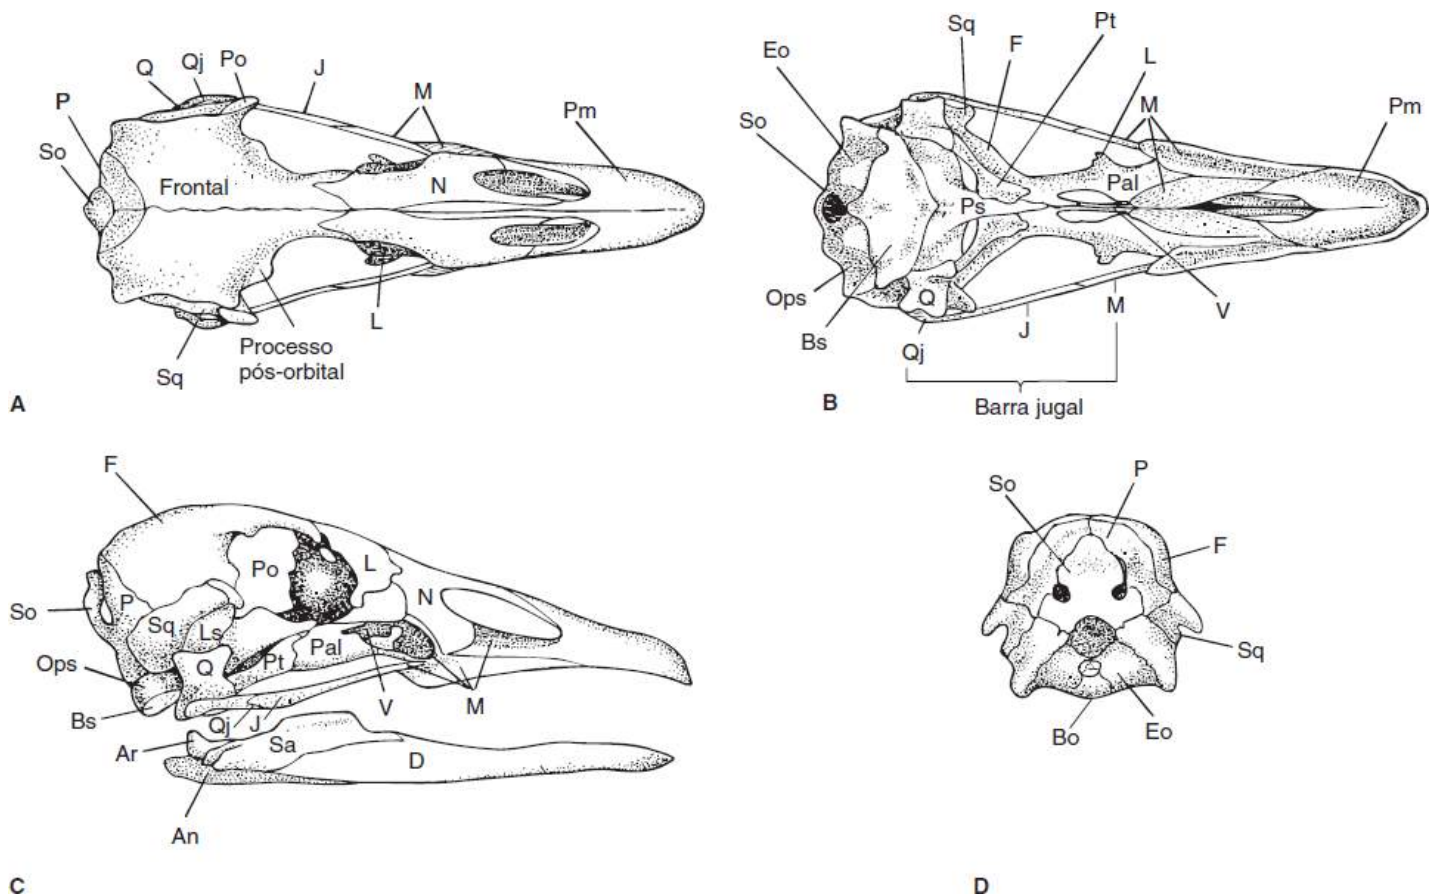 Q
Qj
Po
J
M
Pm
P
So
Frontal
N
L
Processo
pós-orbital
Sq
A
Sq
Pt
Eo
F
L
So
M
Pm
Pal
Ps
Ops
Q
Bs
Qj
J
M
V
Barra jugal
B
F
Po
L
N
So
P
Sq
Ls
Ops
Q
Pt
Pal
Bs
Qj
J
V
M
Ar
Sa
D
An
C
So
P
F
Sq
Bo
Eo
D